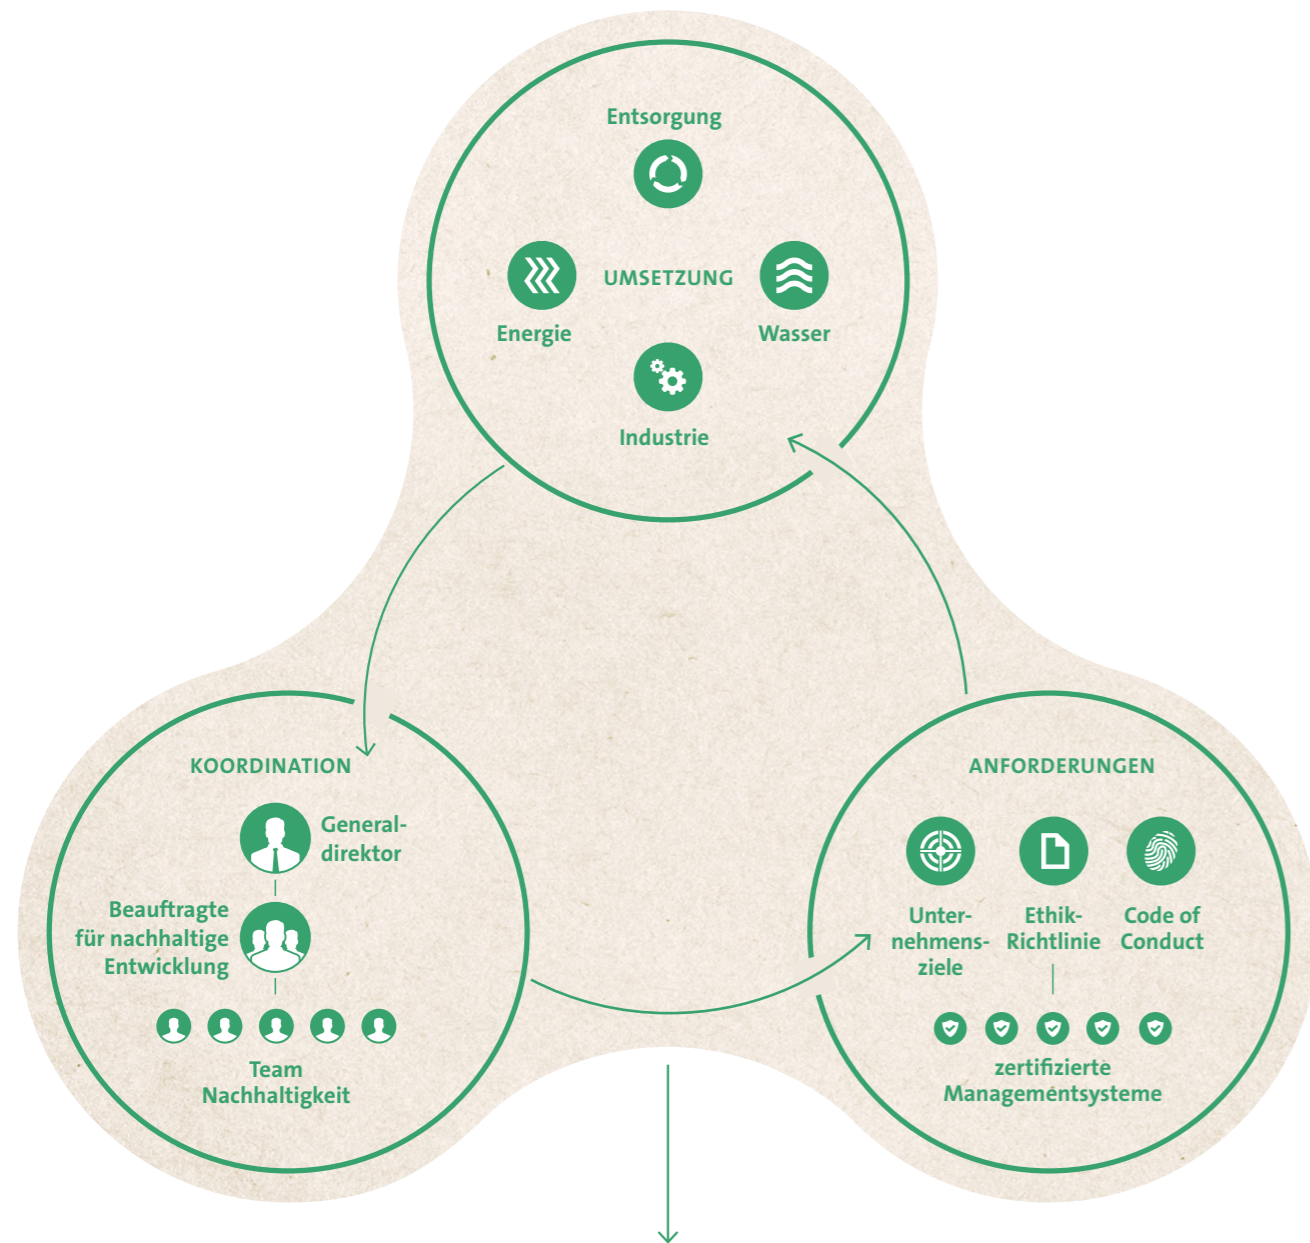 Entsorgung
UMSETZUNG
Energie
Wasser
Industrie
KOORDINATION
General-
direktor
Beauftragte
für nachhaltige
Entwicklung
Team
Nachhaltigkeit
ANFORDERUNGEN
Unter-
nehmens-
ziele
Ethik-
Richtlinie
Code of
Conduct
zertifizierte
Managementsysteme